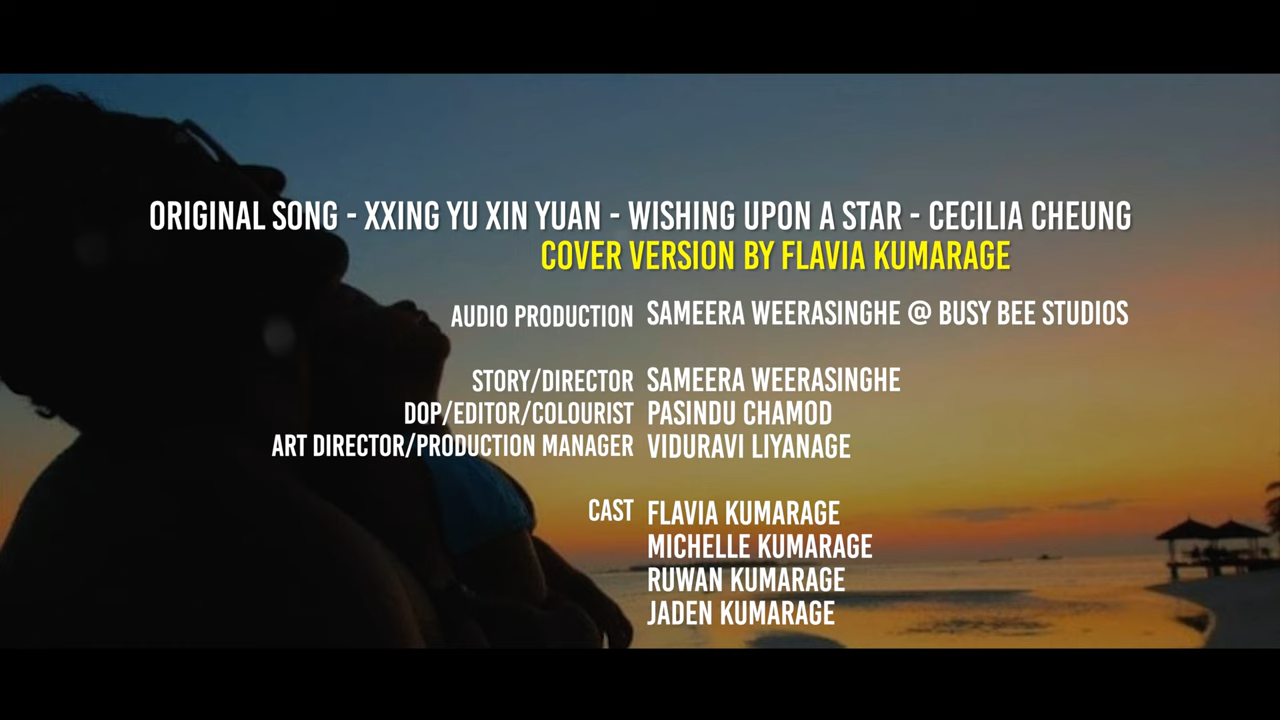 ORIGINAL SONG - XXING YU XIN YUAN - WISHING UPON A STAR - CECILIA CHEUNG
COVER VERSION BY FLAVIA KUMARAGE
AUDIO PRODUCTION SAMEERA WEERASINGHE @ BUSY BEE STUDIOS
STORY/DIRECTOR SAMEERA WEERASINGHE
DOP/EDITOR/COLOURIST PASINDU CHAMOD
ART DIRECTOR/PRODUCTION MANAGER VIDURAVI LIYANAGE
CAST FLAVIA KUMARAGE
MICHELLE KUMARAGE
RUWAN KUMARAGE
JADEN KUMARAGE